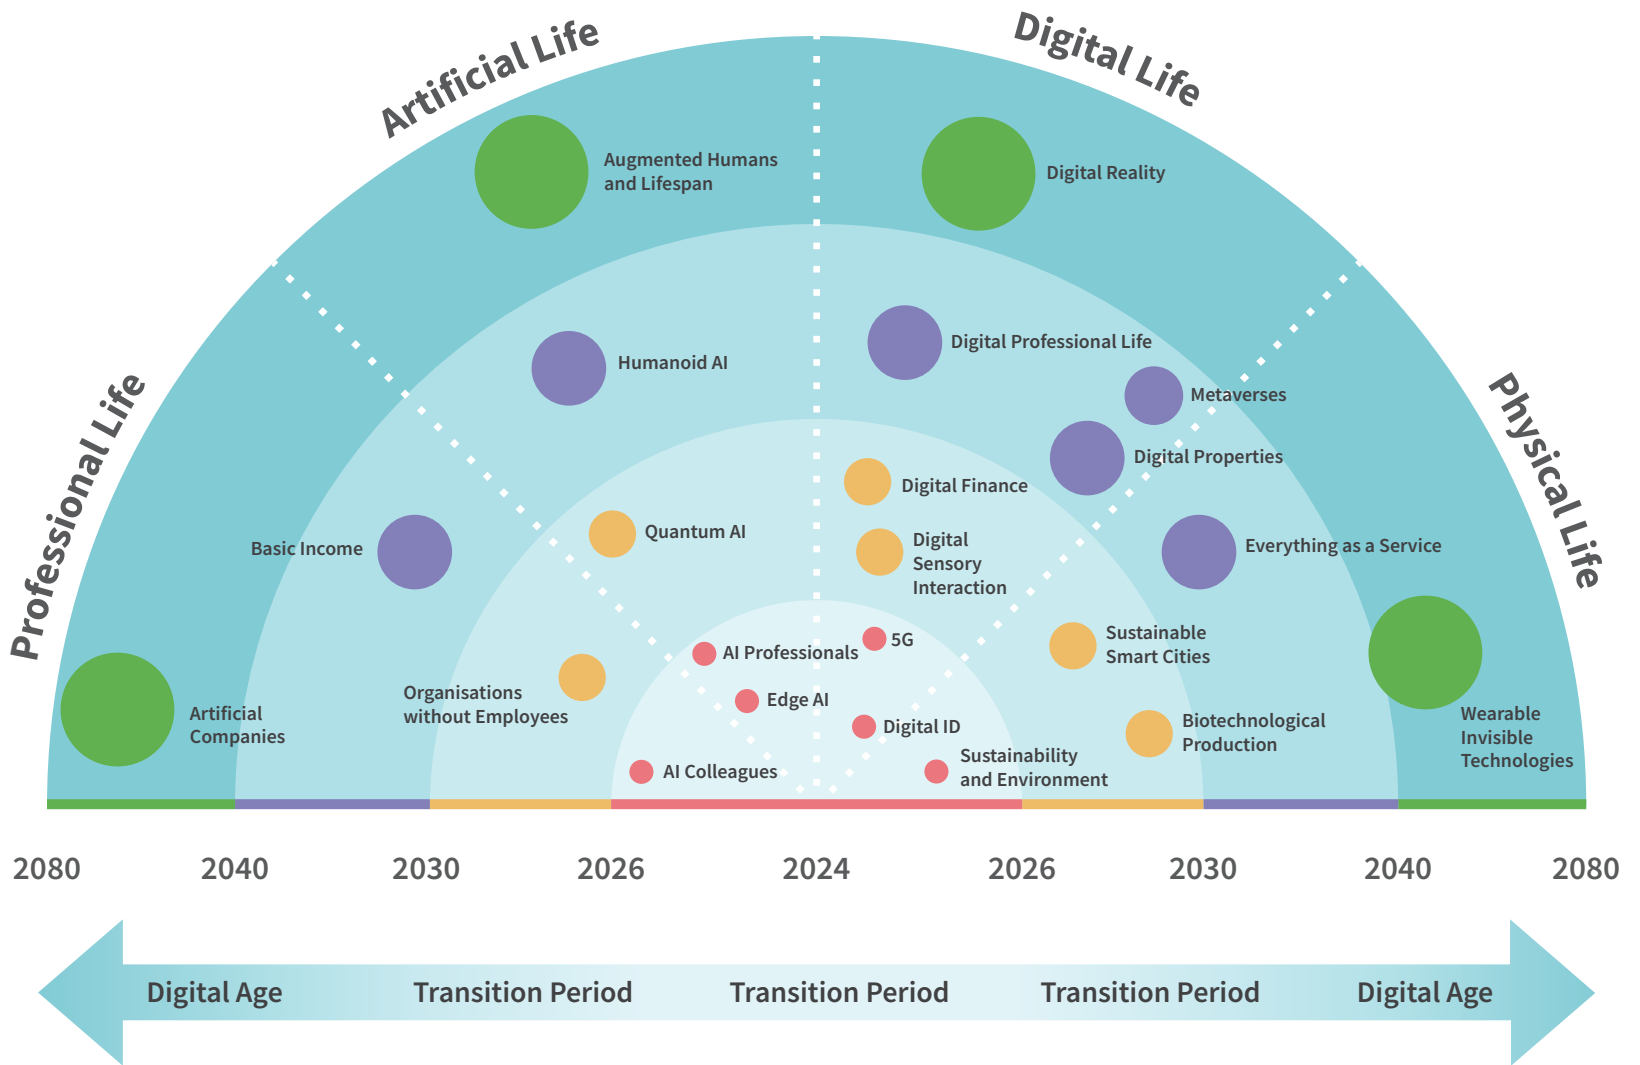 Artificial Life
Digital Life
Professional Life
Physical Life
Augmented Humans
and Lifespan
Digital Reality
Humanoid AI
Digital Professional Life
Metaverses
Digital Properties
Basic Income
Quantum AI
Digital Finance
Digital
Sensory
Interaction
Everything as a Service
Organisations
without Employees
AI Professionals
5G
Sustainable
Smart Cities
Edge AI
Digital ID
Artificial
Companies
AI Colleagues
Sustainability
and Environment
Biotechnological
Production
Wearable
Invisible
Technologies
2080
2040
2030
2026
2024
2026
2030
2040
2080
Digital Age
Transition Period
Transition Period
Transition Period
Digital Age